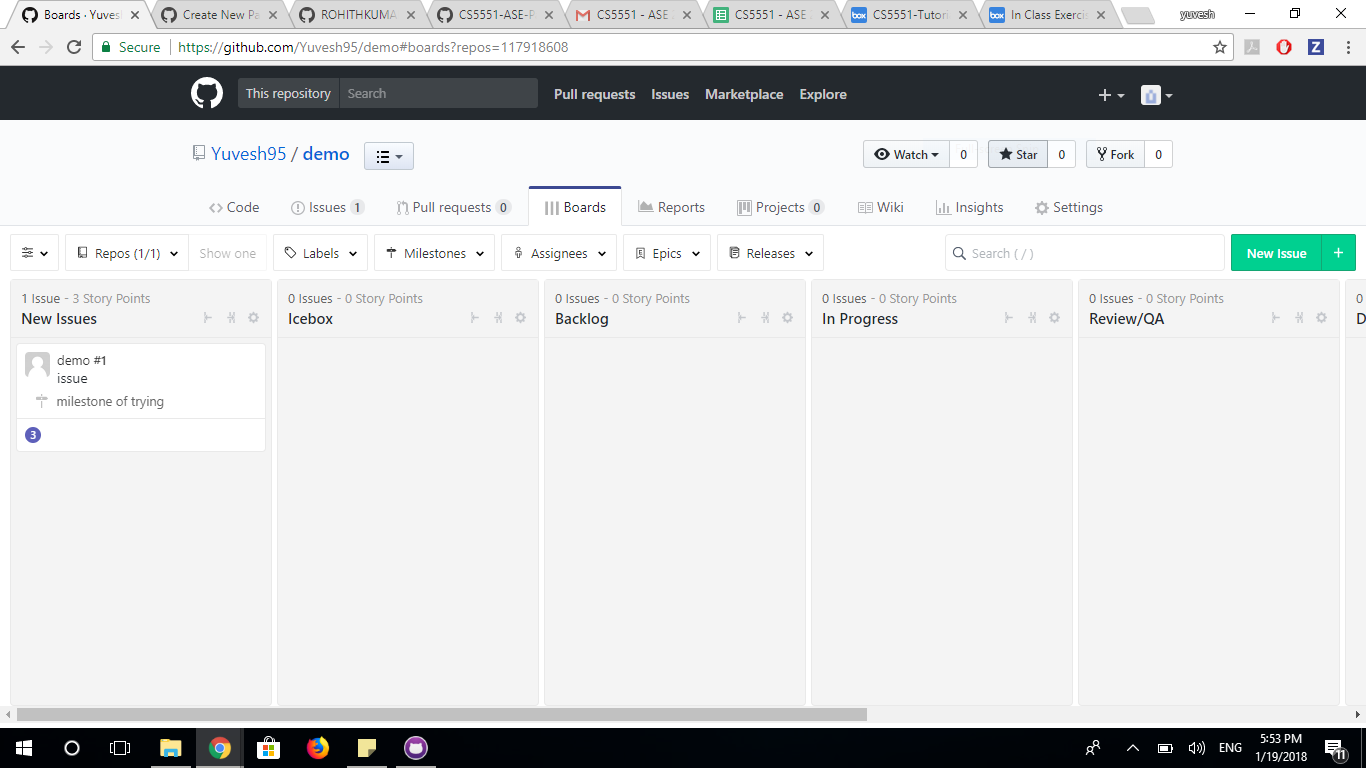 Boards · Yuvesh
Create New Pa
ROHITHKUMA
CS5551-ASE-P
CS5551 - ASE
CS5551 - ASE
CS5551-Tutori
In Class Exercis
yuvesh
Secure
https://github.com/Yuvesh95/demo#boards?repos=117918608
This repository
Search
Pull requests
Issues
Marketplace
Explore
Yuvesh95 / demo
Watch
0
Star
0
Fork
0
Code
Issues 1
Pull requests 0
Boards
Reports
Projects 0
Wiki
Insights
Settings
Repos (1/1)
Show one
Labels
Milestones
Assignees
Epics
Releases
Search ( / )
New Issue
+
1 Issue - 3 Story Points
New Issues
demo #1
issue
milestone of trying
3
0 Issues - 0 Story Points
Icebox
0 Issues - 0 Story Points
Backlog
0 Issues - 0 Story Points
In Progress
0 Issues - 0 Story Points
Review/QA
0
D
ENG
5:53 PM
1/19/2018
11